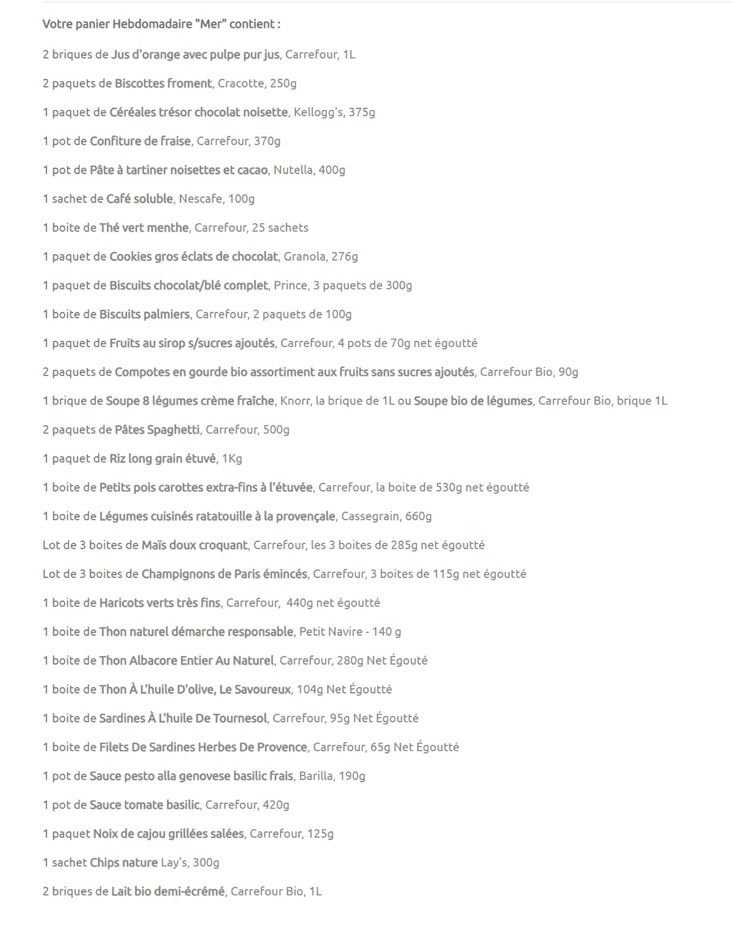 Votre panier Hebdomadaire "Mer" contient :
2 briques de Jus d'orange avec pulpe pur jus, Carrefour, 1L
2 paquets de Biscottes froment, Cracotte, 250g
1 paquet de Céréales trésor chocolat noisette, Kellogg's, 375g
1 pot de Confiture de fraise, Carrefour, 370g
1 pot de Pâte à tartiner noisettes et cacao, Nutella, 400g
1 sachet de Café soluble, Nescafe, 100g
1 boite de Thé vert menthe, Carrefour, 25 sachets
1 paquet de Cookies gros éclats de chocolat, Granola, 276g
1 paquet de Biscuits chocolat/blé complet, Prince, 3 paquets de 300g
1 boite de Biscuits palmiers, Carrefour, 2 paquets de 100g
1 paquet de Fruits au sirop s/sucres ajoutés, Carrefour, 4 pots de 70g net égoutté
2 paquets de Compotes en gourde bio assortiment aux fruits sans sucres ajoutés, Carrefour Bio, 90g
1 brique de Soupe 8 légumes crème fraîche, Knorr, la brique de 1L ou Soupe bio de légumes, Carrefour Bio, brique 1L
2 paquets de Pâtes Spaghetti, Carrefour, 500g
1 paquet de Riz long grain étuvé, 1Kg
1 boite de Petits pois carottes extra-fins à l'étuvée, Carrefour, la boite de 530g net égoutté
1 boite de Légumes cuisinés ratatouille à la provençale, Cassegrain, 660g
Lot de 3 boites de Maïs doux croquant, Carrefour, les 3 boites de 285g net égoutté
Lot de 3 boites de Champignons de Paris émincés, Carrefour, 3 boites de 115g net égoutté
1 boite de Haricots verts très fins, Carrefour, 440g net égoutté
1 boite de Thon naturel démarche responsable, Petit Navire - 140 g
1 boite de Thon Albacore Entier Au Naturel, Carrefour, 280g Net Égouté
1 boite de Thon À L'huile D'olive, Le Savoureux, 104g Net Égoutté
1 boite de Sardines À L'huile De Tournesol, Carrefour, 95g Net Égoutté
1 boite de Filets De Sardines Herbes De Provence, Carrefour, 65g Net Égoutté
1 pot de Sauce pesto alla genovese basilic frais, Barilla, 190g
1 pot de Sauce tomate basilic, Carrefour, 420g
1 paquet Noix de cajou grillées salées, Carrefour, 125g
1 sachet Chips nature Lay's, 300g
2 briques de Lait bio demi-écrémé, Carrefour Bio, 1L